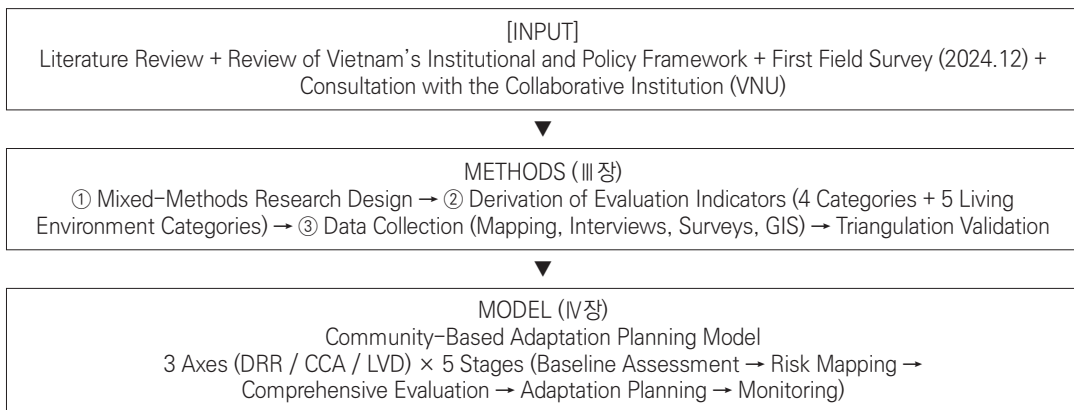 [INPUT]
Literature Review + Review of Vietnam’s Institutional and Policy Framework + First Field Survey (2024.12) +
Consultation with the Collaborative Institution (VNU)
▼
METHODS (Ⅲ장)
① Mixed-Methods Research Design → ② Derivation of Evaluation Indicators (4 Categories + 5 Living
Environment Categories) → ③ Data Collection (Mapping, Interviews, Surveys, GIS) → Triangulation Validation
▼
MODEL (Ⅳ장)
Community-Based Adaptation Planning Model
3 Axes (DRR / CCA / LVD) × 5 Stages (Baseline Assessment → Risk Mapping →
Comprehensive Evaluation → Adaptation Planning → Monitoring)